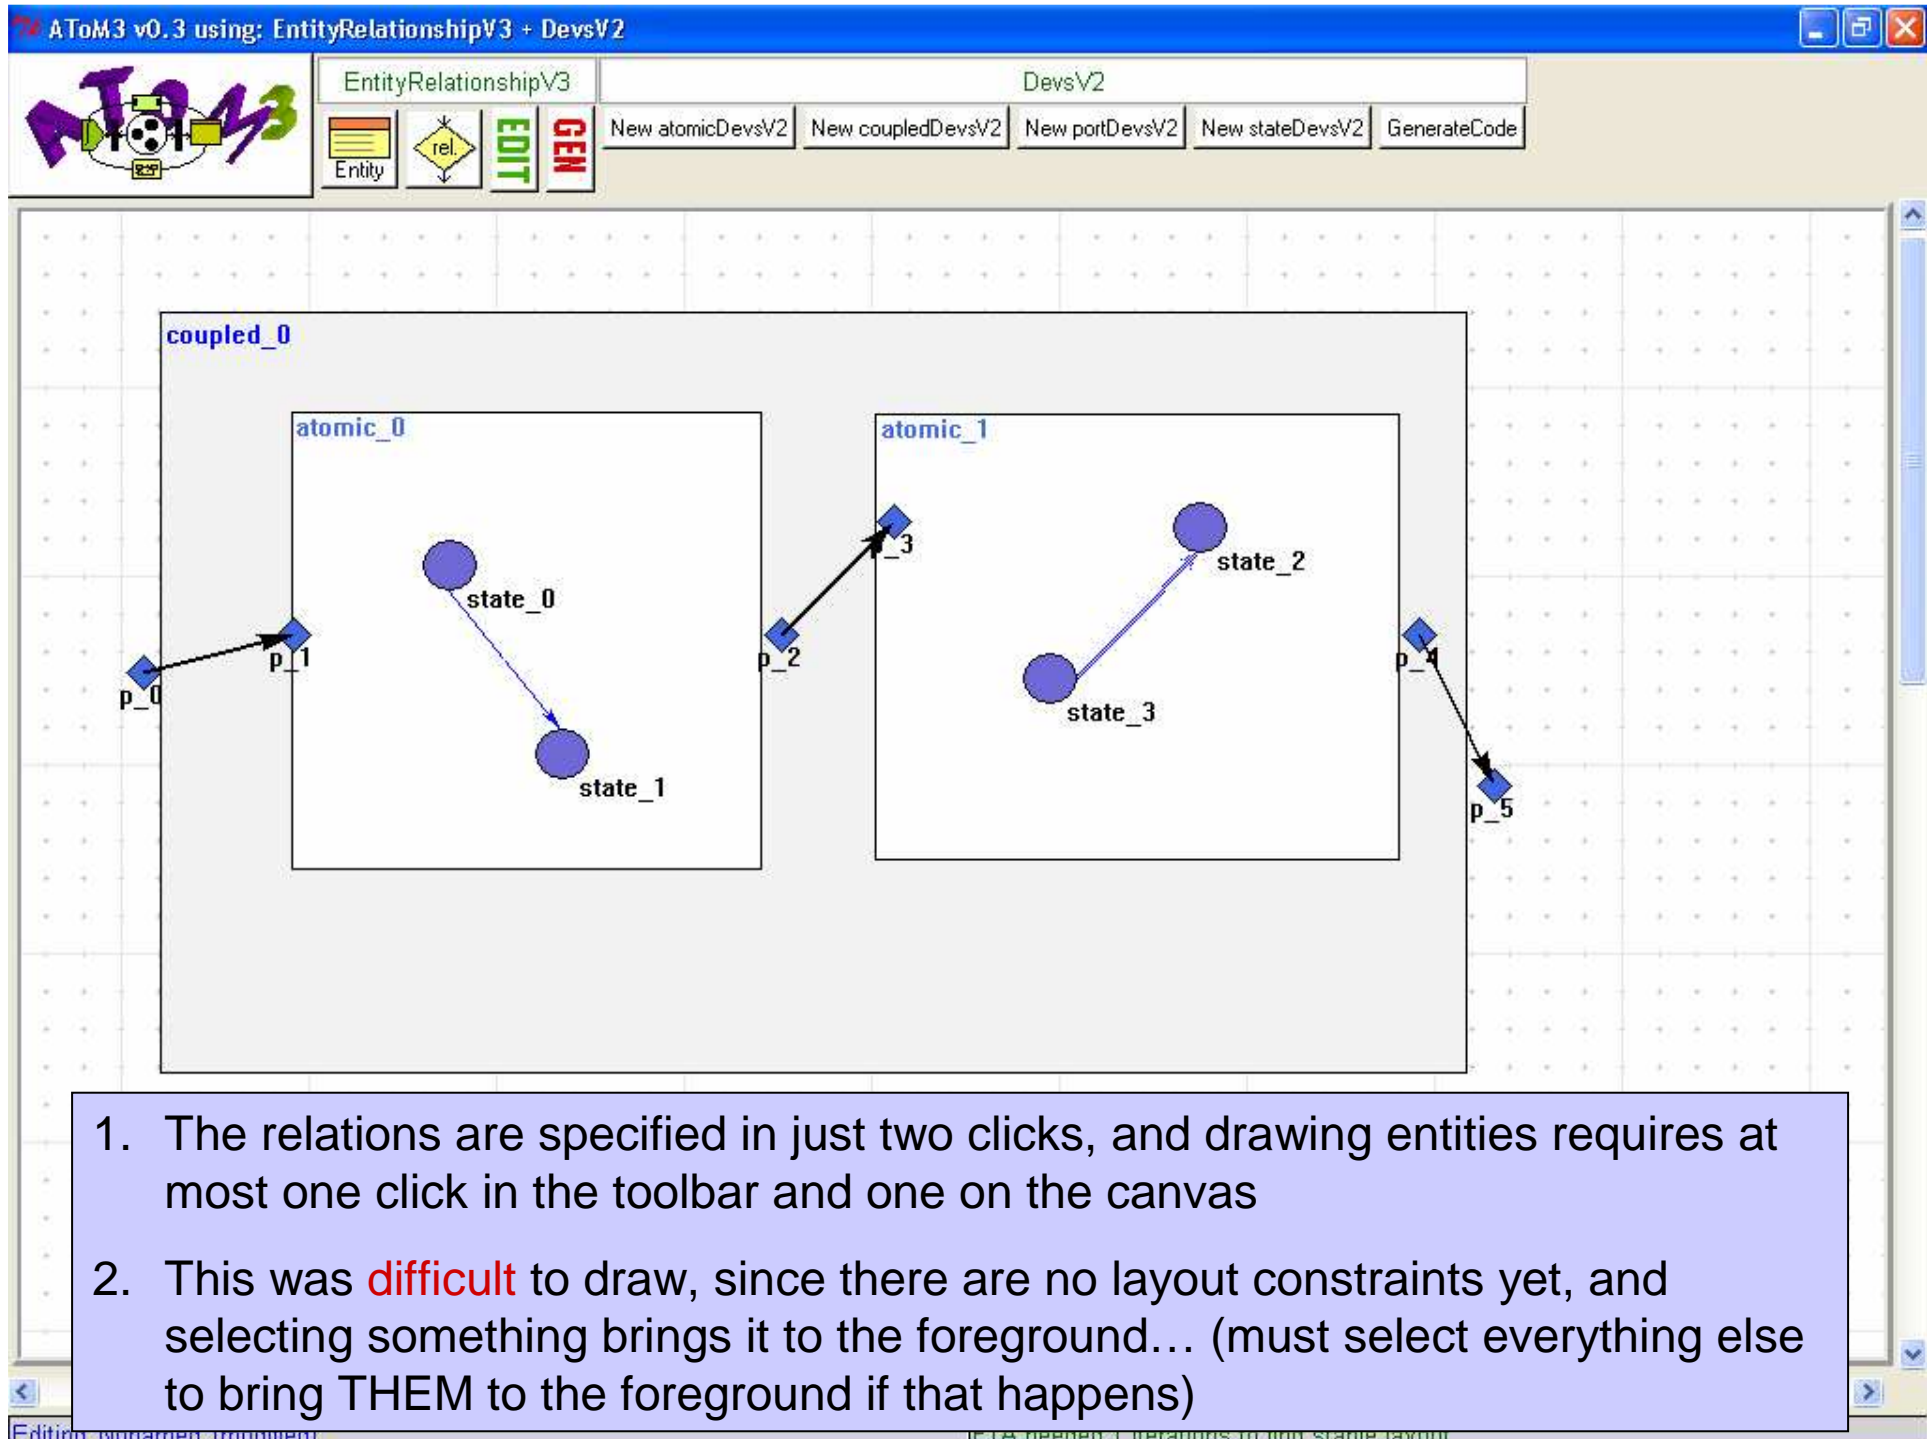 AToM3 v0.3 using: EntityRelationshipV3 + DevsV2
AToM3
EntityRelationshipV3
DevsV2
Entity
rel.
EDIT
GEN
New atomicDevsV2
New coupledDevsV2
New portDevsV2
New stateDevsV2
GenerateCode
coupled_0
atomic_0
atomic_1
state_0
state_1
state_2
state_3
p_0
p_1
p_2
_3
p_4
p_5
1. The relations are specified in just two clicks, and drawing entities requires at
most one click in the toolbar and one on the canvas
2. This was difficult to draw, since there are no layout constraints yet, and
selecting something brings it to the foreground… (must select everything else
to bring THEM to the foreground if that happens)
Editing